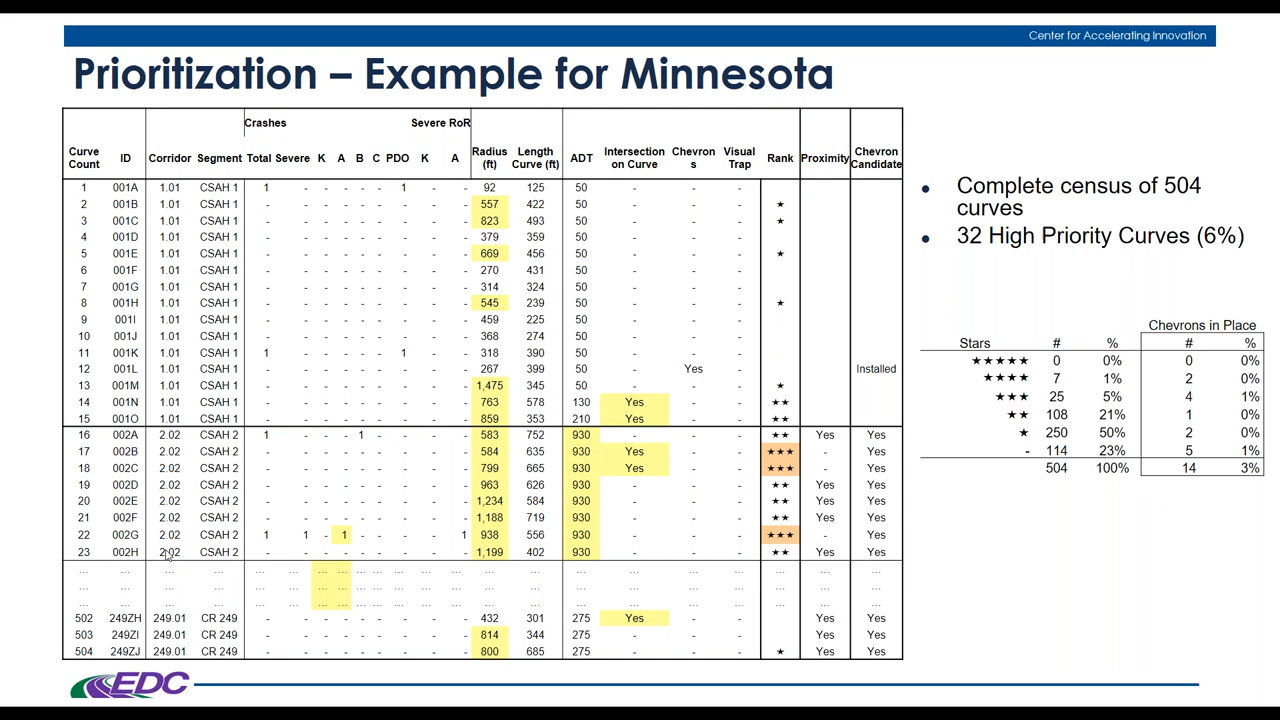 Center for Accelerating Innovation
Prioritization – Example for Minnesota
Crashes Severe RoR
Curve Count ID Corridor Segment Total Severe K A B C PDO K A Radius (ft) Length Curve (ft) ADT Intersection on Curve Chevrons Visual Trap Rank Proximity Chevron Candidate
1 001A 1.01 CSAH 1 1 - - - - - 1 - - 92 125 50 - - -
2 001B 1.01 CSAH 1 - - - - - - - - - 557 422 50 - - - ★
3 001C 1.01 CSAH 1 - - - - - - - - - 823 493 50 - - - ★
4 001D 1.01 CSAH 1 - - - - - - - - - 379 359 50 - - -
5 001E 1.01 CSAH 1 - - - - - - - - - 669 456 50 - - - ★
6 001F 1.01 CSAH 1 - - - - - - - - - 270 431 50 - - -
7 001G 1.01 CSAH 1 - - - - - - - - - 314 324 50 - - -
8 001H 1.01 CSAH 1 - - - - - - - - - 545 239 50 - - - ★
9 001I 1.01 CSAH 1 - - - - - - - - - 459 225 50 - - -
10 001J 1.01 CSAH 1 - - - - - - - - - 368 274 50 - - -
11 001K 1.01 CSAH 1 1 - - - - - 1 - - 318 390 50 - - -
12 001L 1.01 CSAH 1 - - - - - - - - - 267 399 50 - Yes - Installed
13 001M 1.01 CSAH 1 - - - - - - - - - 1,475 345 50 - - - ★
14 001N 1.01 CSAH 1 - - - - - - - - - 763 578 130 Yes - - ★★
15 001O 1.01 CSAH 1 - - - - - - - - - 859 353 210 Yes - - ★★
16 002A 2.02 CSAH 2 1 - - - 1 - - - - 583 752 930 - - - ★★ Yes Yes
17 002B 2.02 CSAH 2 - - - - - - - - - 584 635 930 Yes - - ★★★ - Yes
18 002C 2.02 CSAH 2 - - - - - - - - - 799 665 930 Yes - - ★★★ - Yes
19 002D 2.02 CSAH 2 - - - - - - - - - 963 626 930 - - - ★★ Yes Yes
20 002E 2.02 CSAH 2 - - - - - - - - - 1,234 584 930 - - - ★★ Yes Yes
21 002F 2.02 CSAH 2 - - - - - - - - - 1,188 719 930 - - - ★★ Yes Yes
22 002G 2.02 CSAH 2 1 1 - 1 - - - - 1 938 556 930 - - - ★★★ - Yes
23 002H 2.02 CSAH 2 - - - - - - - - - 1,199 402 930 - - - ★★ Yes Yes
... ... ... ... ... ... ... ... ... ... ... ... ... ... ... ... ... ... ... ... ... ...
... ... ... ... ... ... ... ... ... ... ... ... ... ... ... ... ... ... ... ... ... ...
... ... ... ... ... ... ... ... ... ... ... ... ... ... ... ... ... ... ... ... ... ...
502 249ZH 249.01 CR 249 - - - - - - - - - 432 301 275 Yes - - Yes Yes
503 249ZI 249.01 CR 249 - - - - - - - - - 814 344 275 - - - Yes Yes
504 249ZJ 249.01 CR 249 - - - - - - - - - 800 685 275 - - - ★ Yes Yes
• Complete census of 504
curves
• 32 High Priority Curves (6%)
Chevrons in Place
Stars # % # %
★★★★★ 0 0% 0 0%
★★★★ 7 1% 2 0%
★★★ 25 5% 4 1%
★★ 108 21% 1 0%
★ 250 50% 2 0%
- 114 23% 5 1%
504 100% 14 3%
EDC